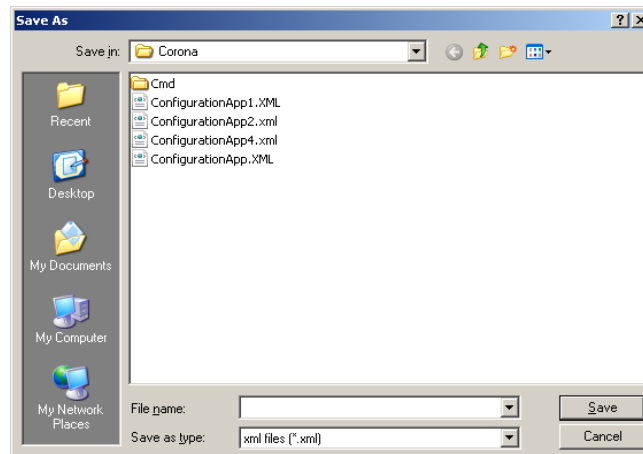 Save As
Save in: Corona
Recent
Desktop
My Documents
My Computer
My Network
Places
Cmd
ConfigurationApp1.XML
ConfigurationApp2.xml
ConfigurationApp4.xml
ConfigurationApp.XML
File name: Save
Save as type: xml files (*.xml) Cancel